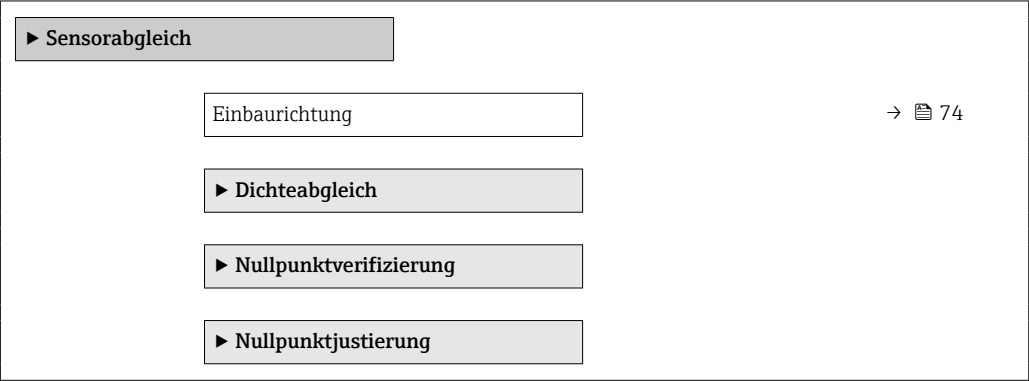 ▶ Sensorabgleich
Einbaurichtung → 74
▶ Dichteabgleich
▶ Nullpunktverifizierung
▶ Nullpunktjustierung